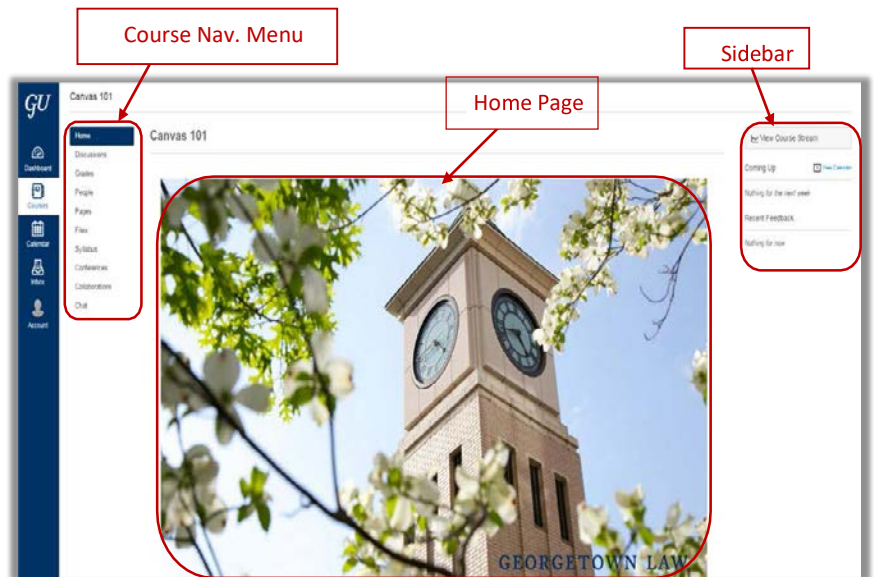 Course Nav. Menu
Sidebar
Home Page
GU
Canvas 101
Dashboard
Courses
Calendar
Inbox
Account
Home
Discussions
Grades
People
Pages
Files
Syllabus
Conferences
Collaborations
Chat
Canvas 101
GEORGETOWN LAW
View Course Stream
Coming Up View Calendar
Nothing for the next week
Recent Feedback
Nothing for now